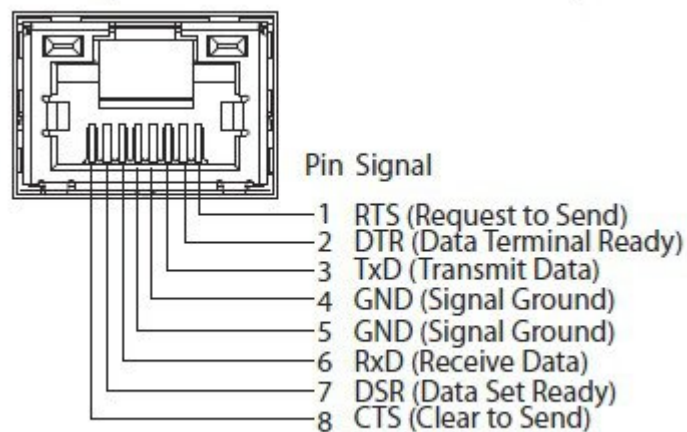 Pin Signal
1 RTS (Request to Send)
2 DTR (Data Terminal Ready)
3 TxD (Transmit Data)
4 GND (Signal Ground)
5 GND (Signal Ground)
6 RxD (Receive Data)
7 DSR (Data Set Ready)
8 CTS (Clear to Send)